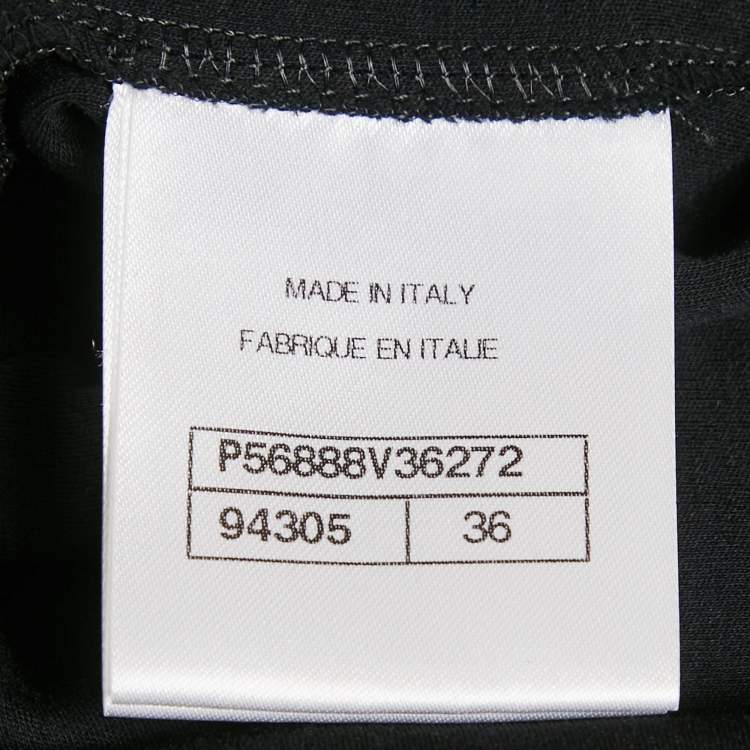 MADE IN ITALY
FABRIQUE EN ITALIE
P56888V36272
94305 36